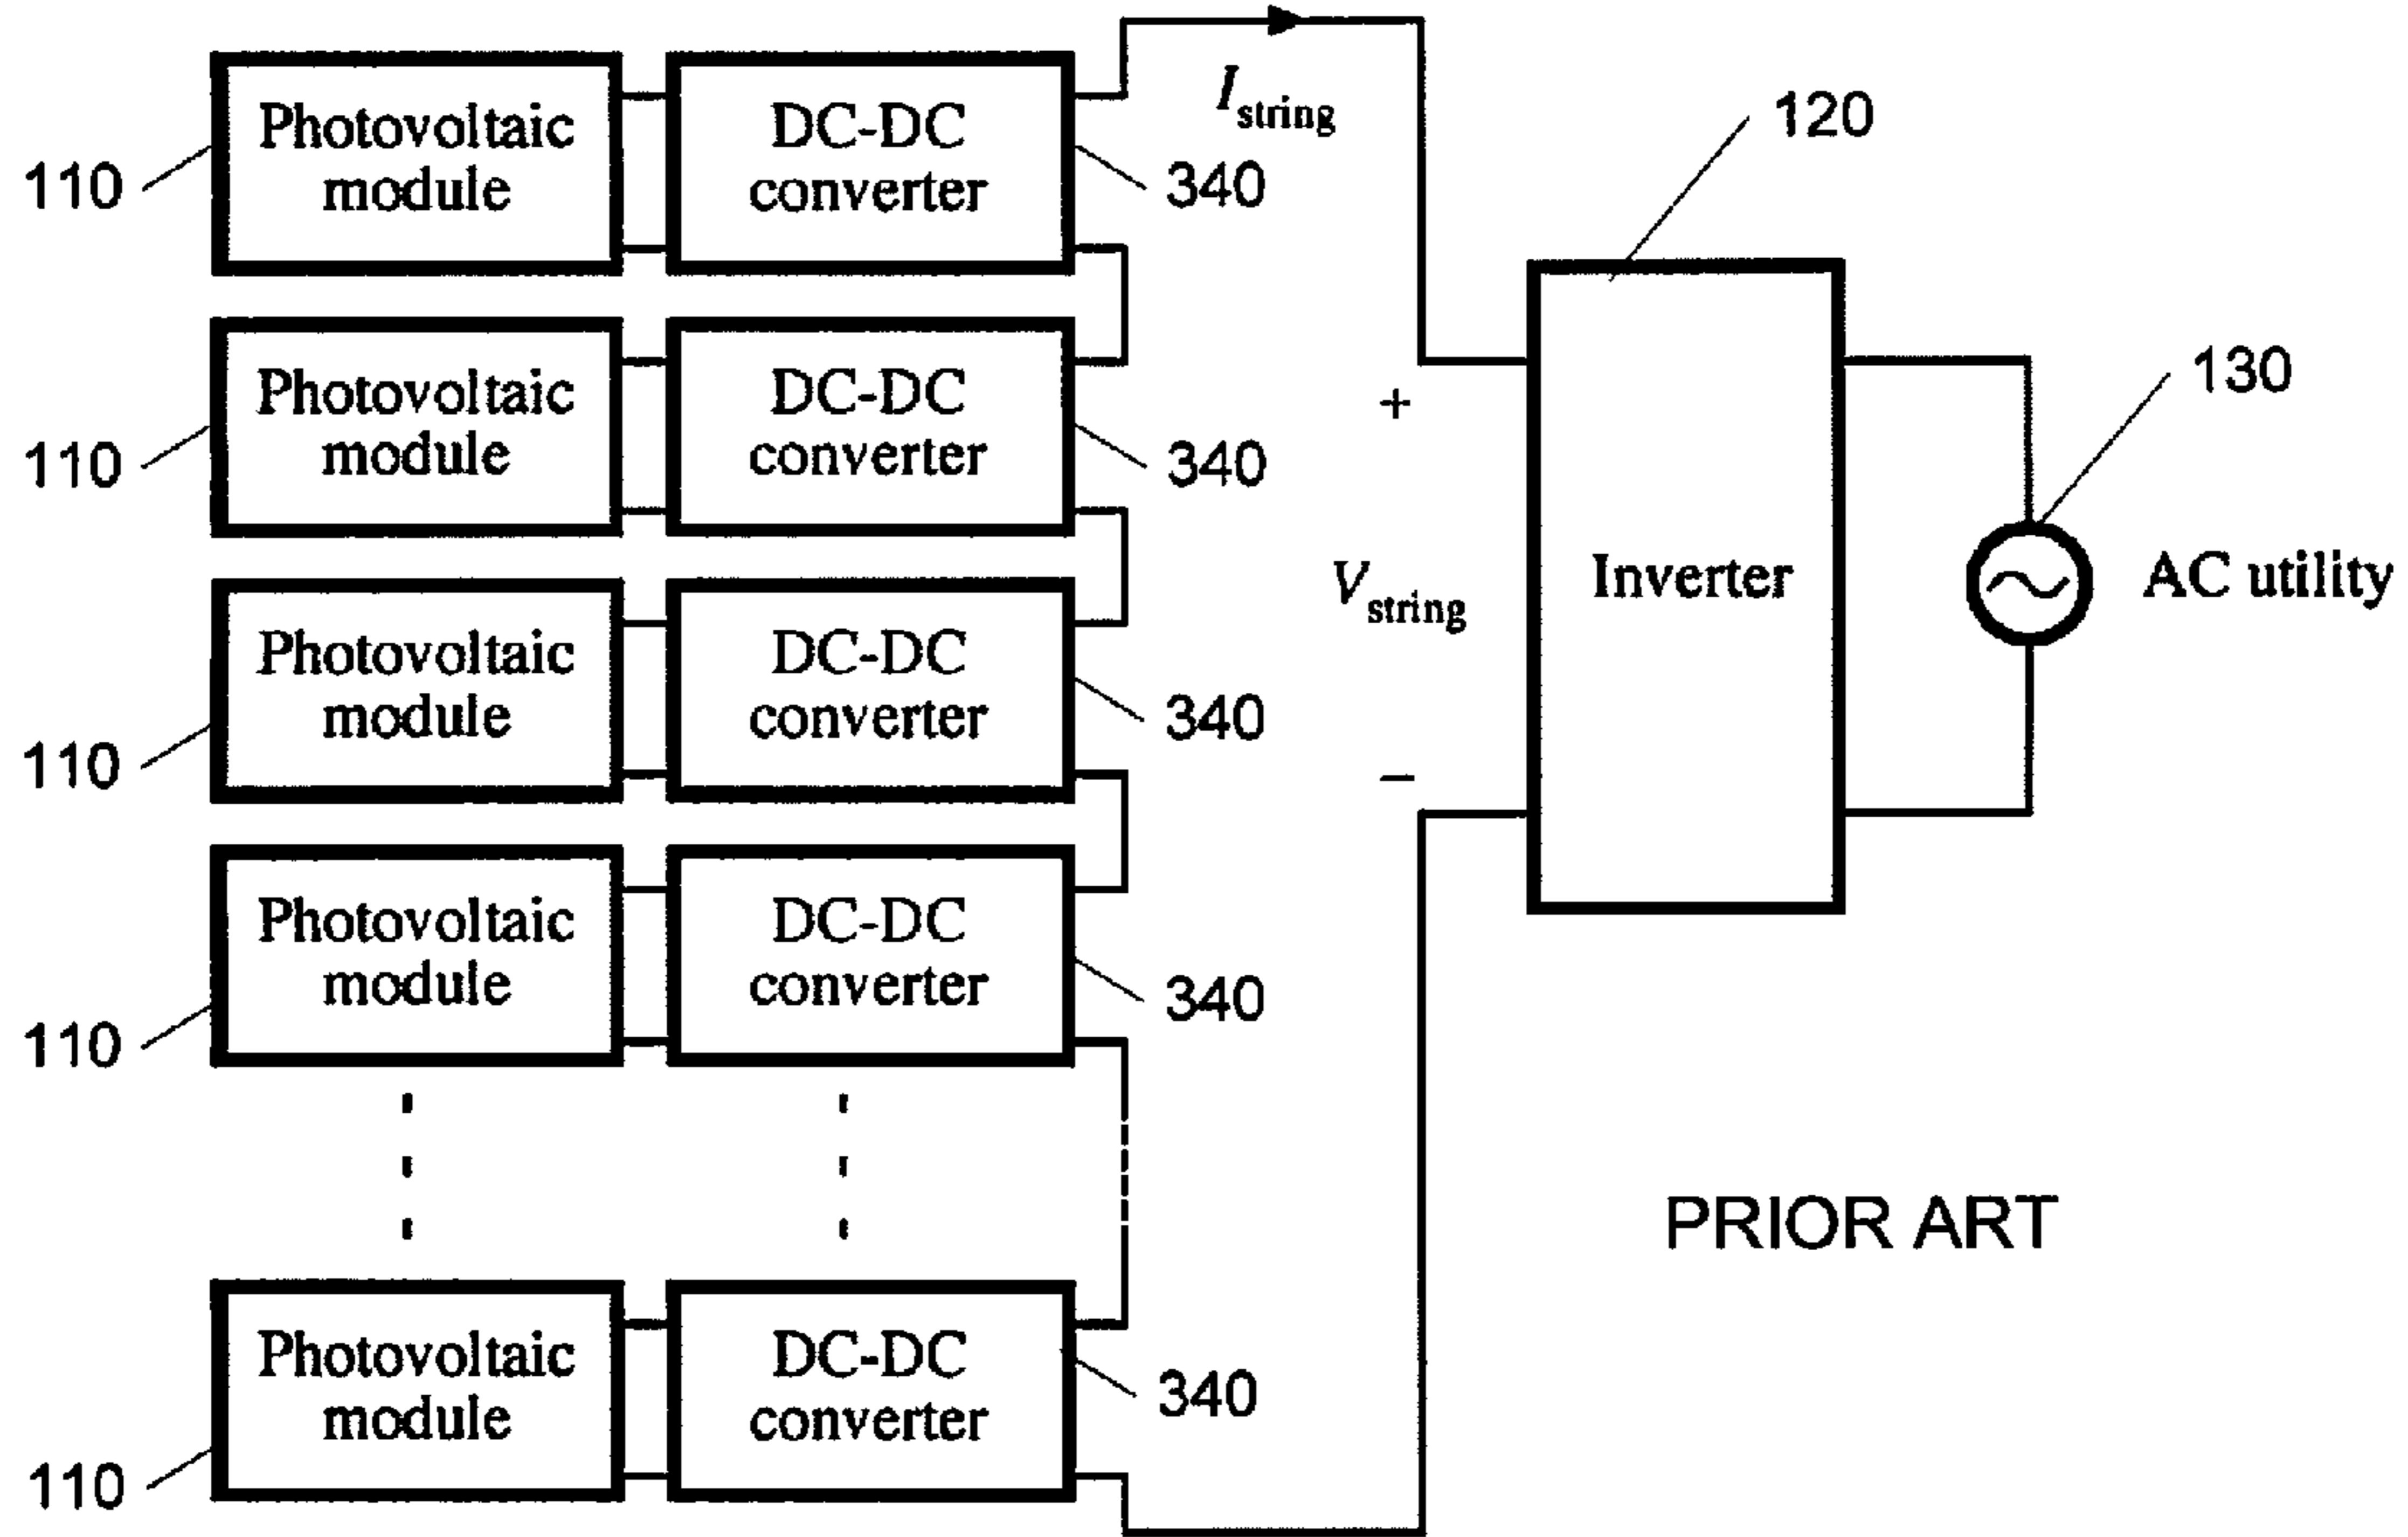 Photovoltaic
module
DC-DC
converter
110
340
I string
120
Photovoltaic
module
DC-DC
converter
110
340
130
+
Photovoltaic
module
DC-DC
converter
110
340
V string
Inverter
AC utility
−
Photovoltaic
module
DC-DC
converter
110
340
PRIOR ART
Photovoltaic
module
DC-DC
converter
110
340